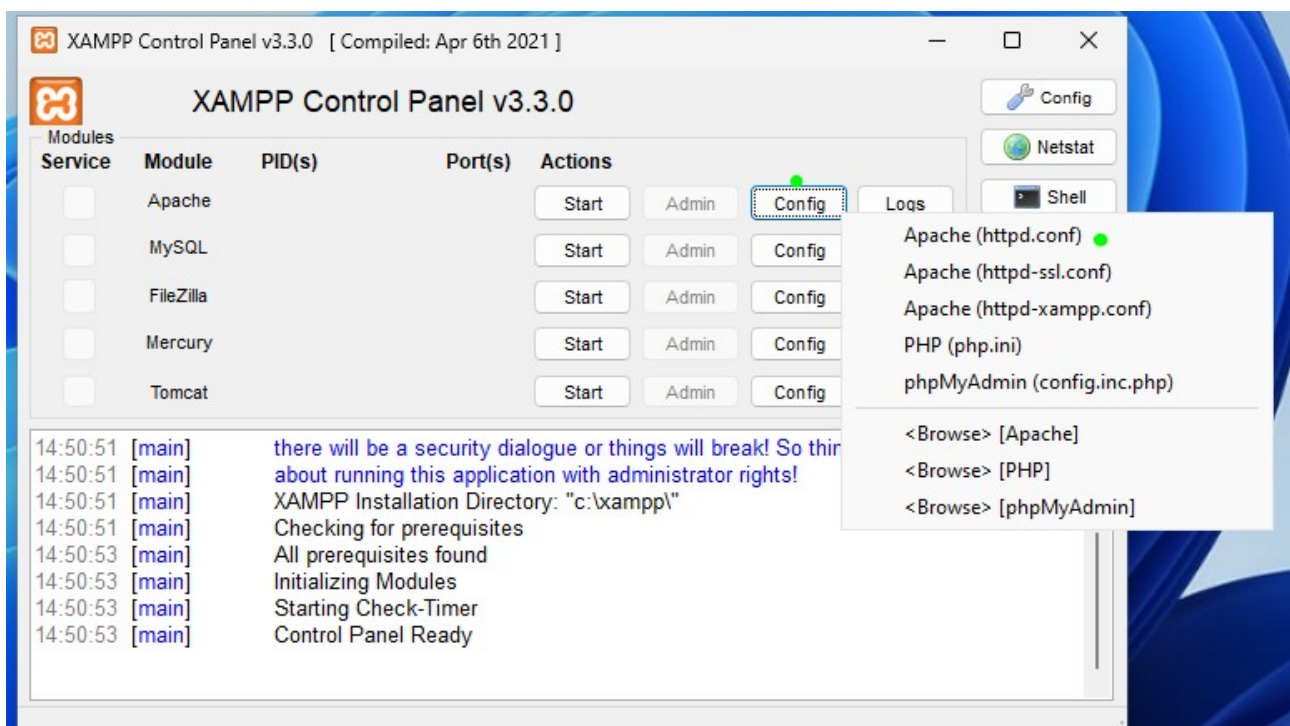 XAMPP Control Panel v3.3.0 [ Compiled: Apr 6th 2021 ]
XAMPP Control Panel v3.3.0
Config
Netstat
Shell
Modules
Service Module PID(s) Port(s) Actions
Apache Start Admin Config Logs
MySQL Start Admin Config
FileZilla Start Admin Config
Mercury Start Admin Config
Tomcat Start Admin Config
Apache (httpd.conf)
Apache (httpd-ssl.conf)
Apache (httpd-xampp.conf)
PHP (php.ini)
phpMyAdmin (config.inc.php)
<Browse> [Apache]
<Browse> [PHP]
<Browse> [phpMyAdmin]
14:50:51 [main] there will be a security dialogue or things will break! So
14:50:51 [main] about running this application with administrator rights!
14:50:51 [main] XAMPP Installation Directory: "c:\xampp\"
14:50:51 [main] Checking for prerequisites
14:50:53 [main] All prerequisites found
14:50:53 [main] Initializing Modules
14:50:53 [main] Starting Check-Timer
14:50:53 [main] Control Panel Ready